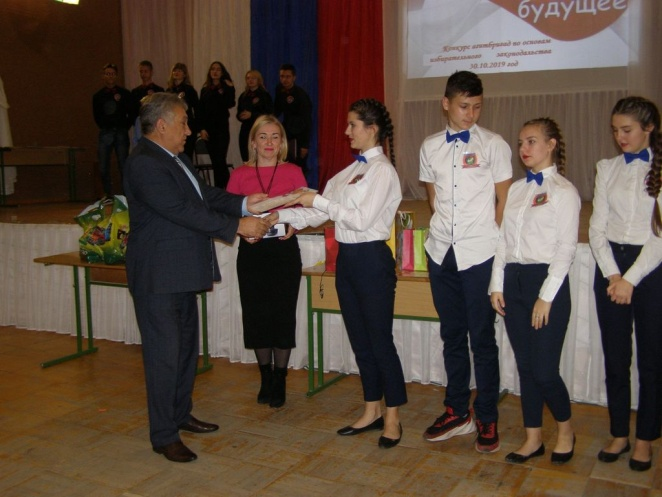 будущее
Конкурс агитбригад по основам
избирательного законодательства
30.10.2019 год